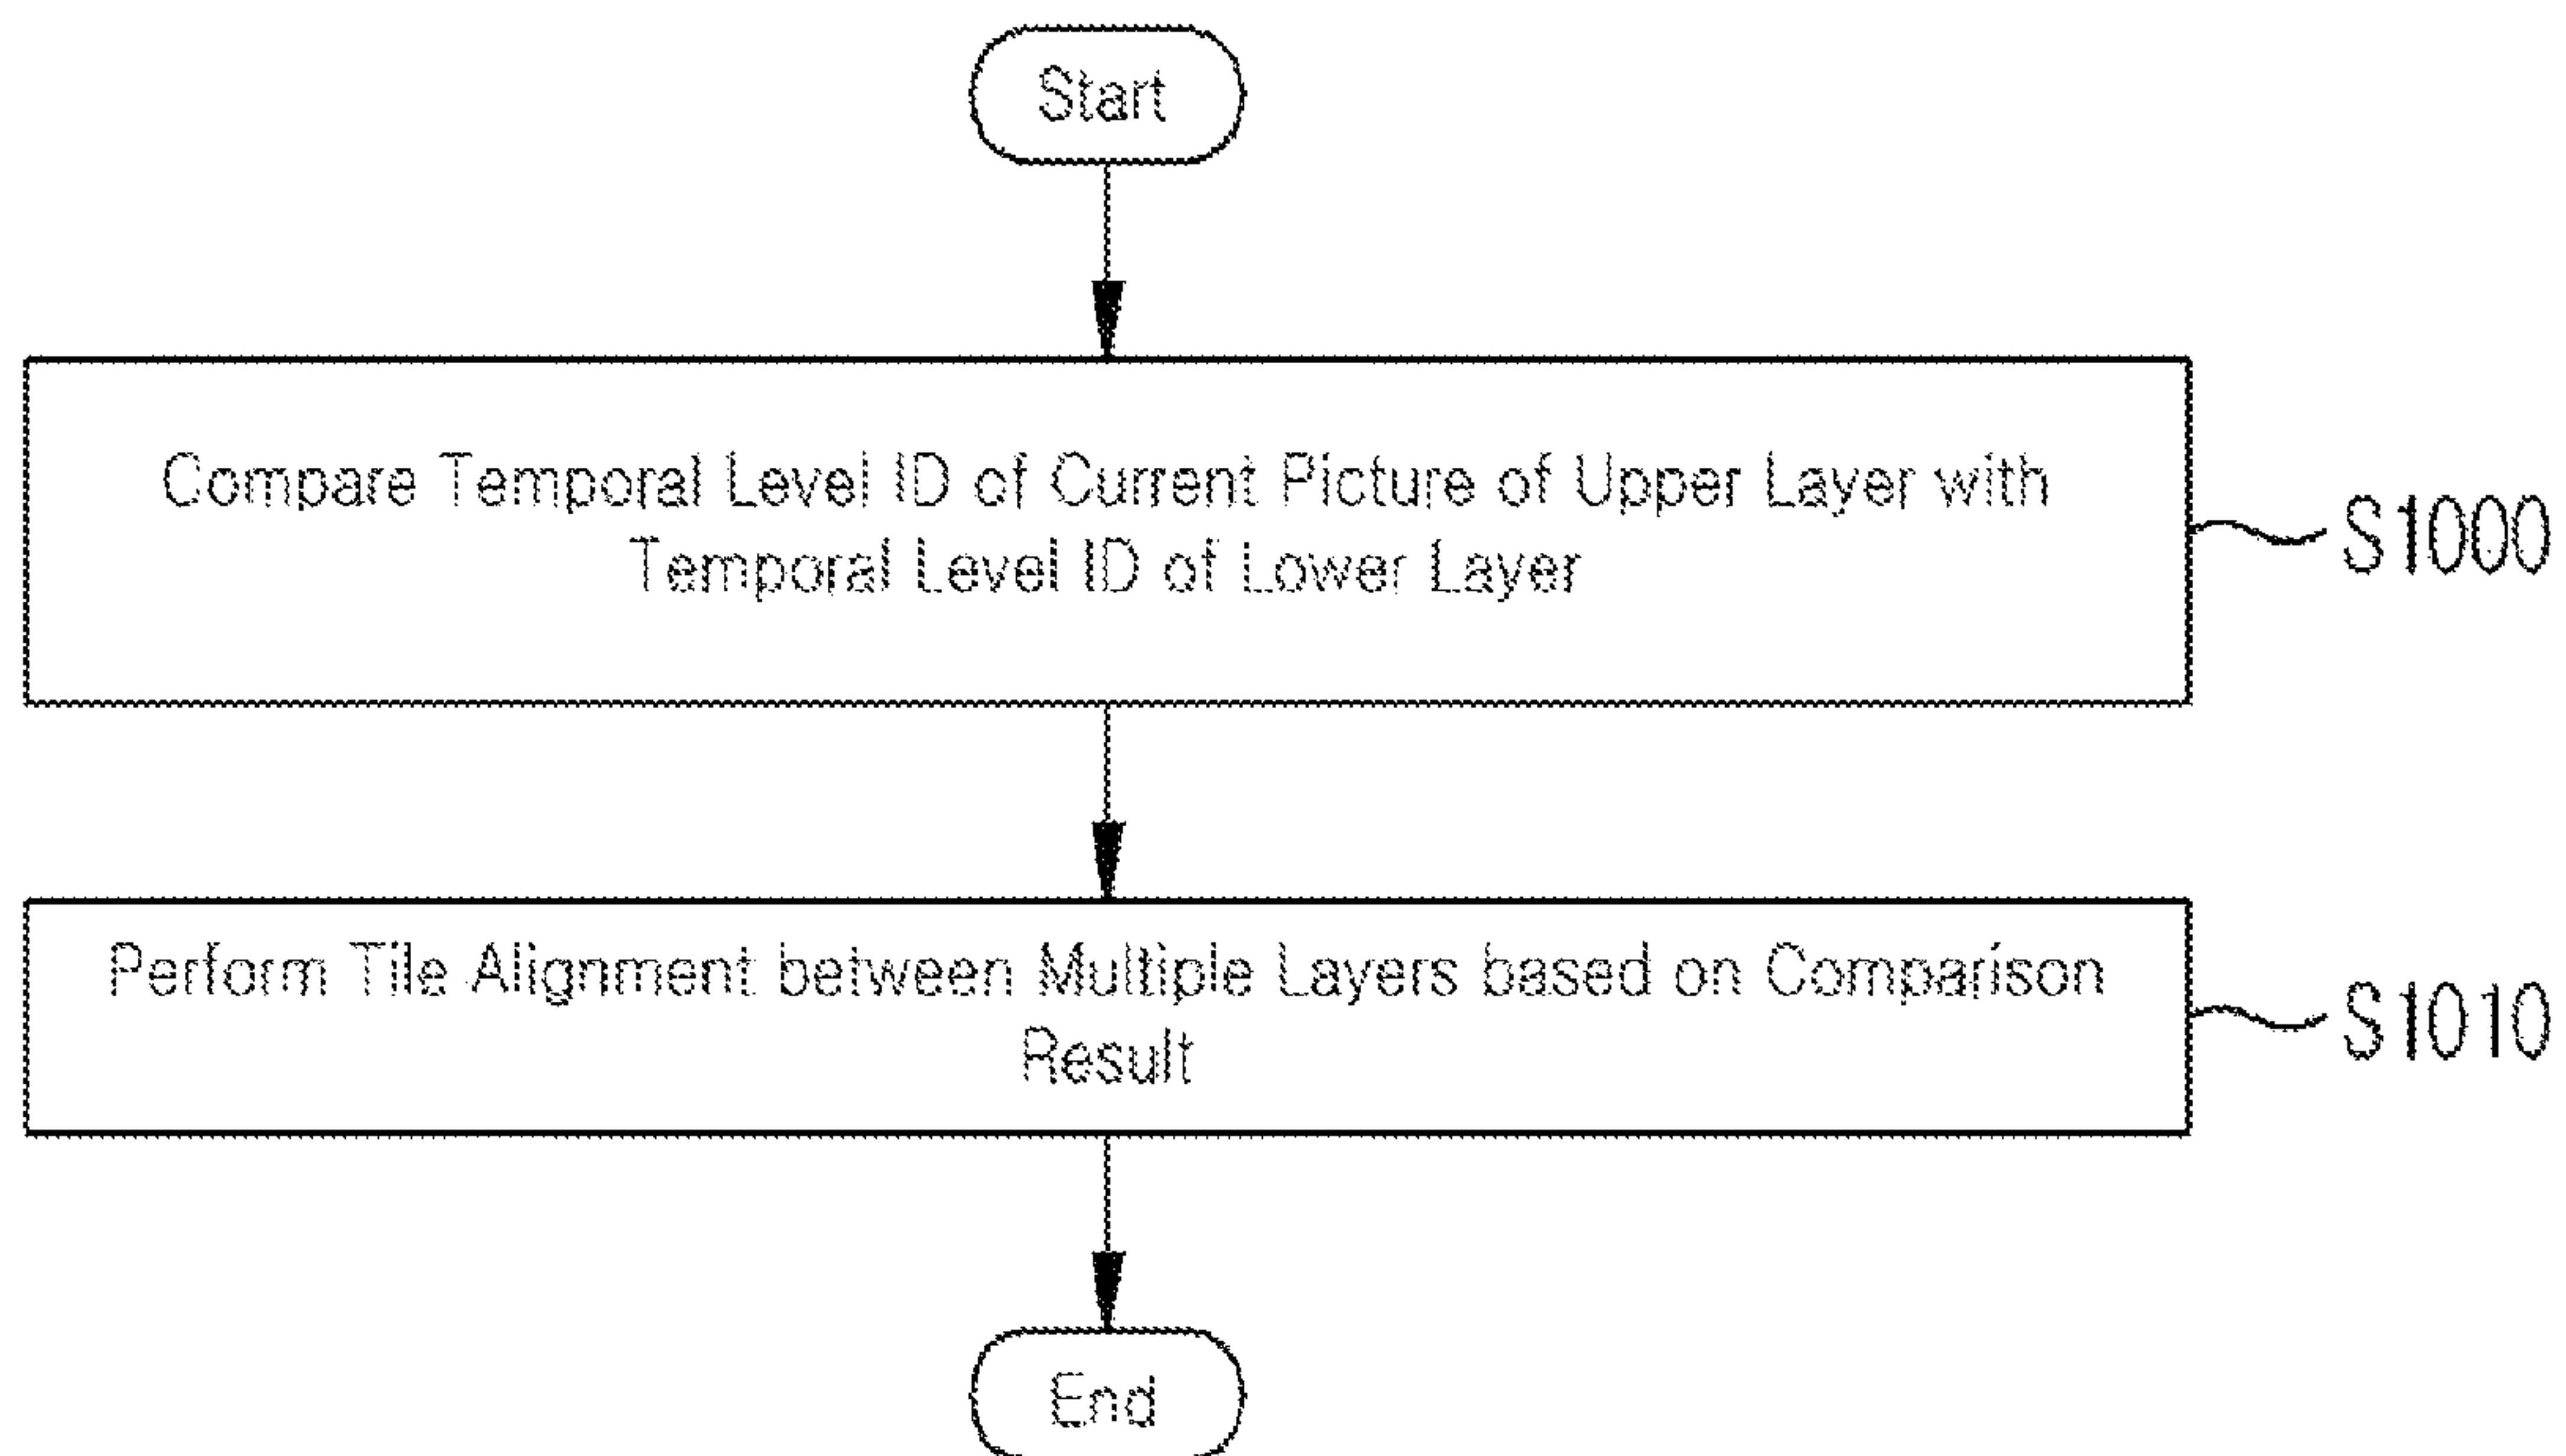 Start
Compare Temporal Level ID of Current Picture of Upper Layer with
Temporal Level ID of Lower Layer
S1000
Perform Tile Alignment between Multiple Layers based on Comparison
Result
S1010
End